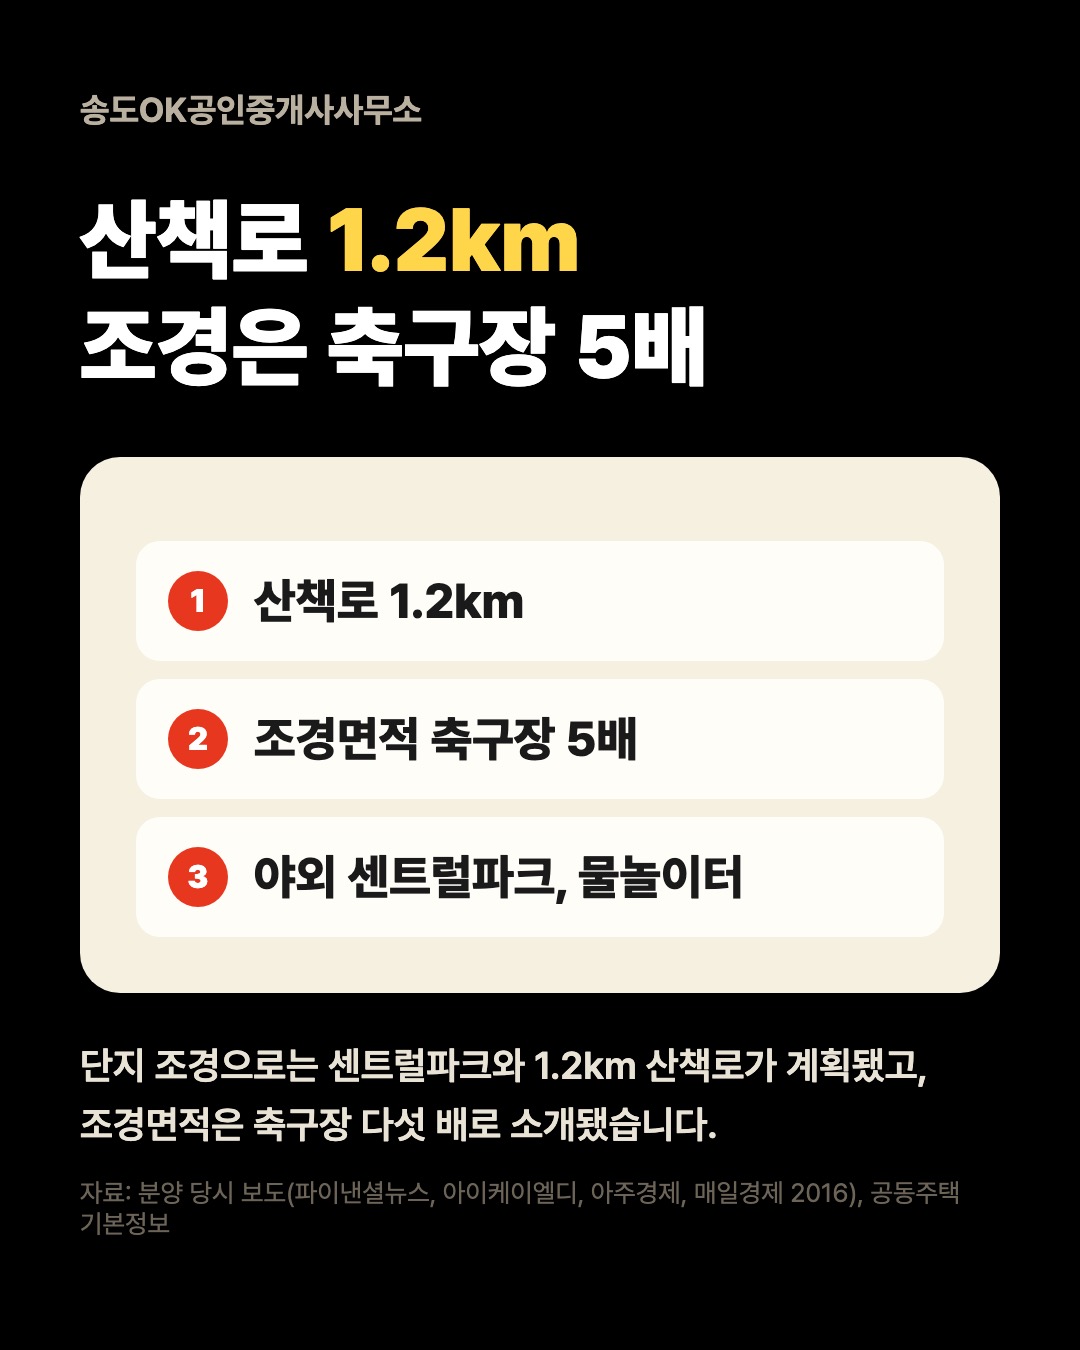 송도OK공인중개사사무소
산책로 1.2km
조경은 축구장 5배
1 산책로 1.2km
2 조경면적 축구장 5배
3 야외 센트럴파크, 물놀이터
단지 조경으로는 센트럴파크와 1.2km 산책로가 계획됐고,
조경면적은 축구장 다섯 배로 소개됐습니다.
자료: 분양 당시 보도(파이낸셜뉴스, 아이케이엘디, 아주경제, 매일경제 2016), 공동주택
기본정보